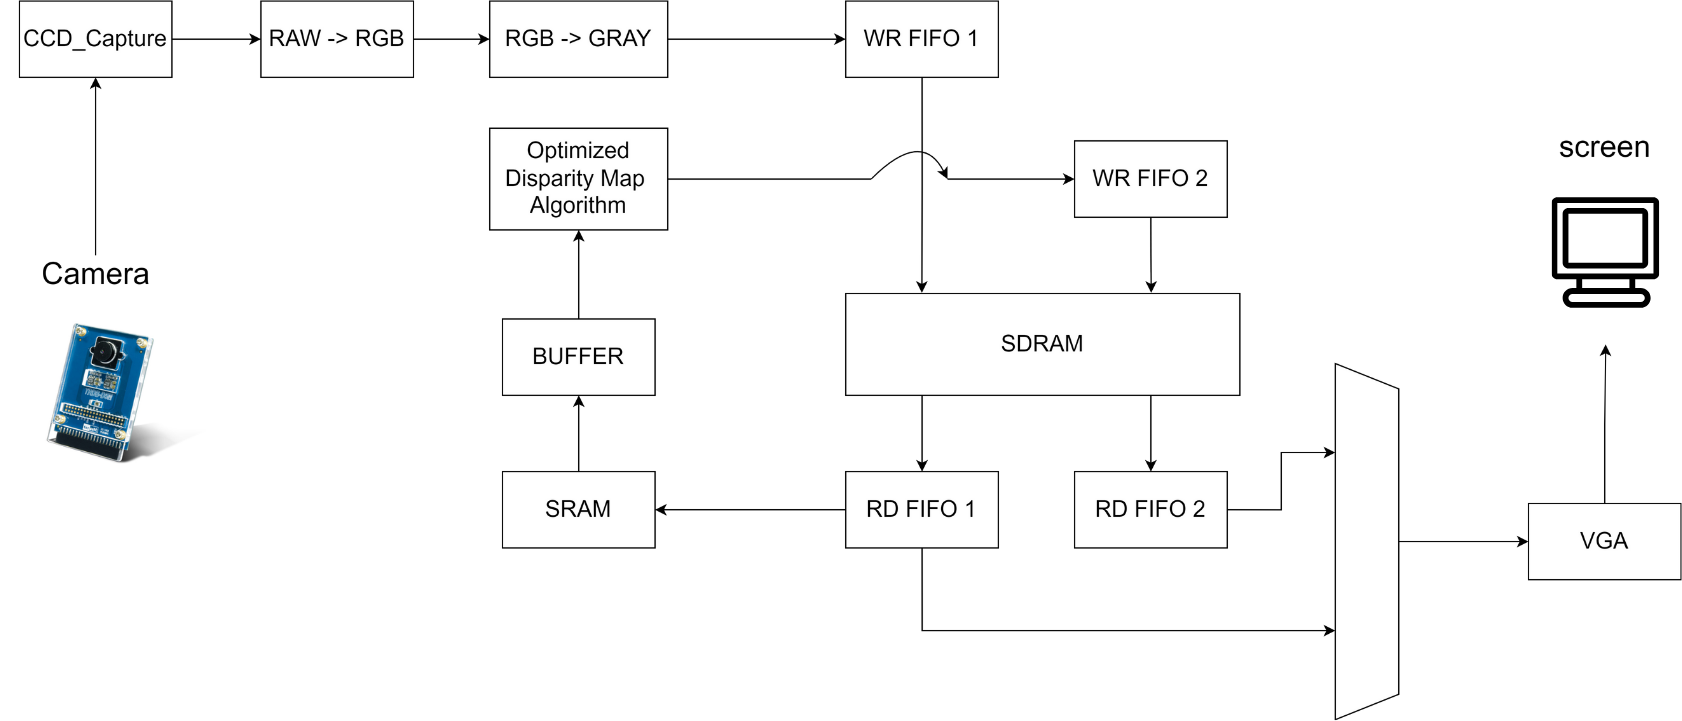 CCD_Capture
RAW -> RGB
RGB -> GRAY
WR FIFO 1
Optimized
Disparity Map
Algorithm
WR FIFO 2
screen
Camera
BUFFER
SDRAM
SRAM
RD FIFO 1
RD FIFO 2
VGA